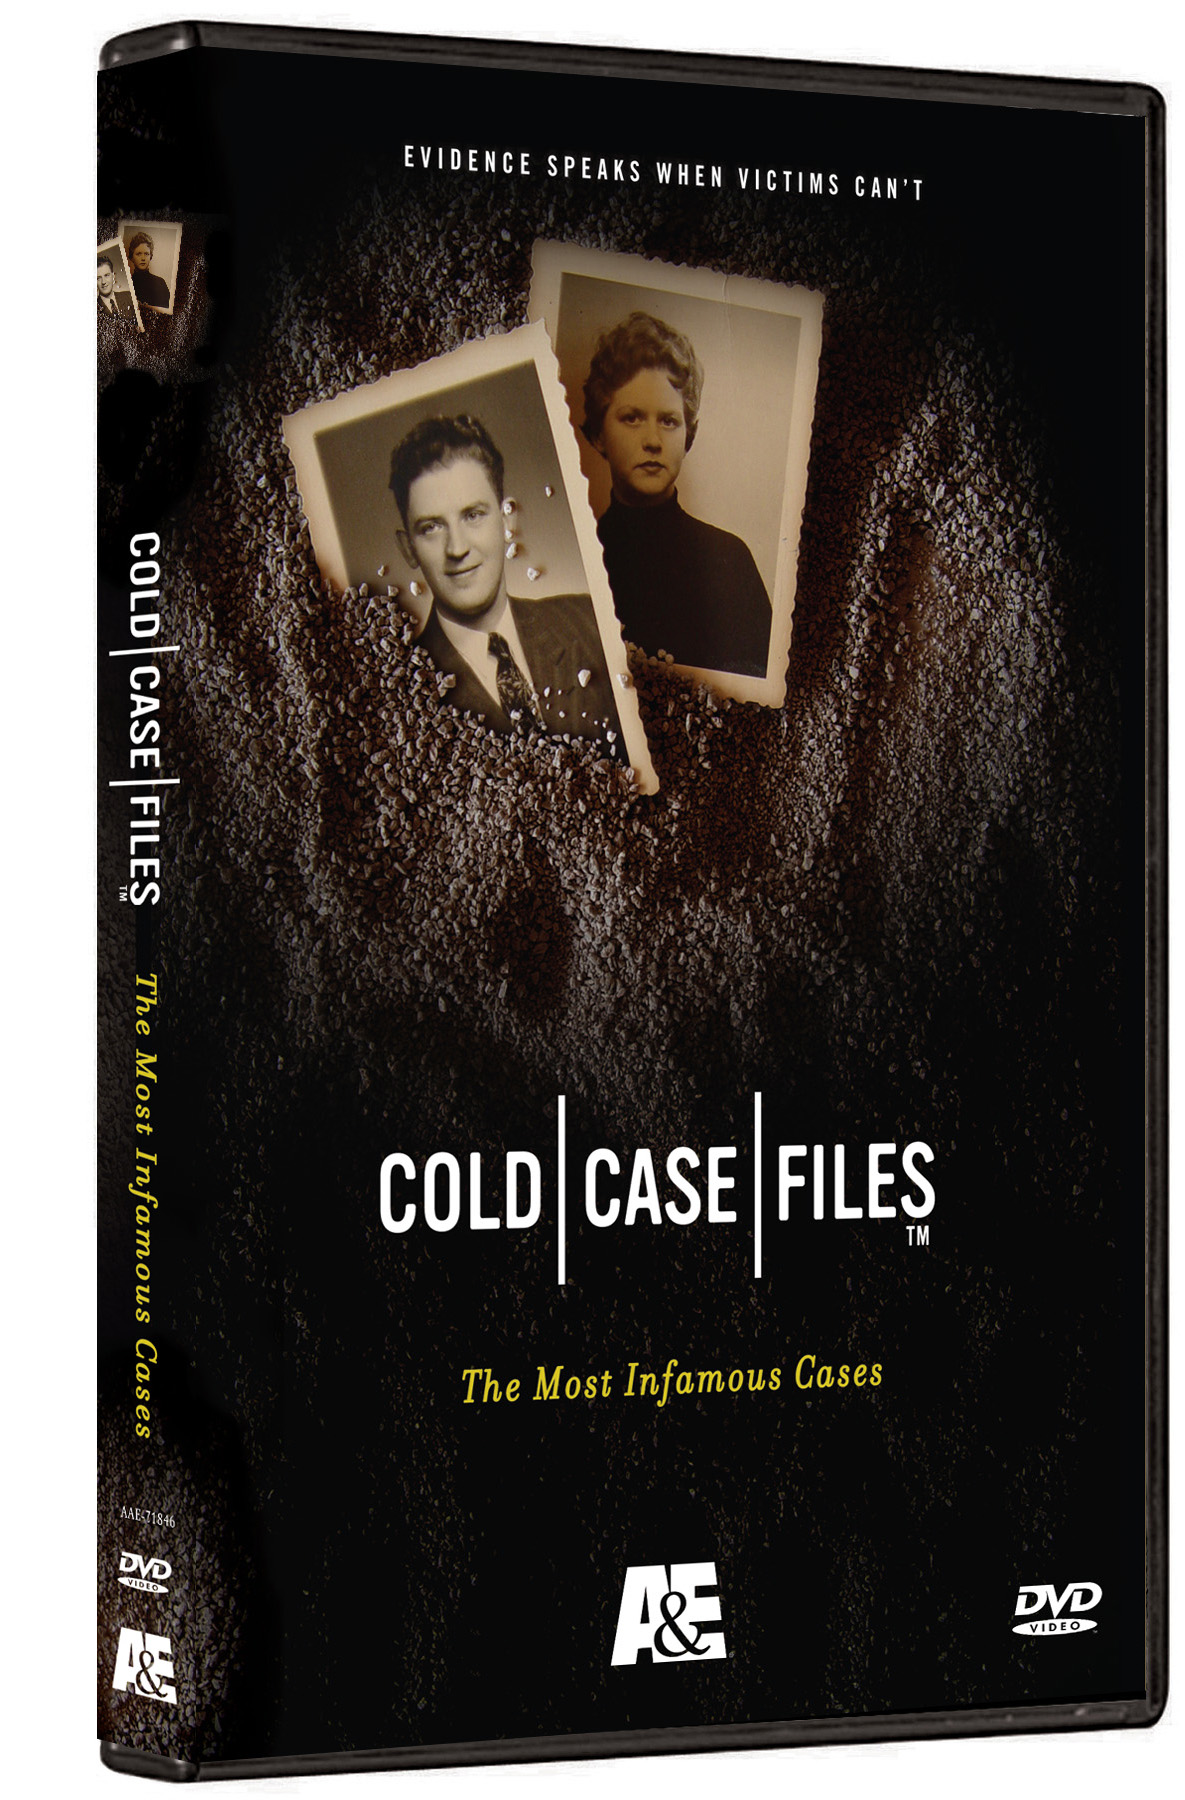 EVIDENCE SPEAKS WHEN VICTIMS CAN'T
COLD|CASE|FILES
TM
The Most Infamous Cases
A&E
DVD
VIDEO
COLD|CASE|FILES
TM
The Most Infamous Cases
AAE-71846
DVD
VIDEO
A&E